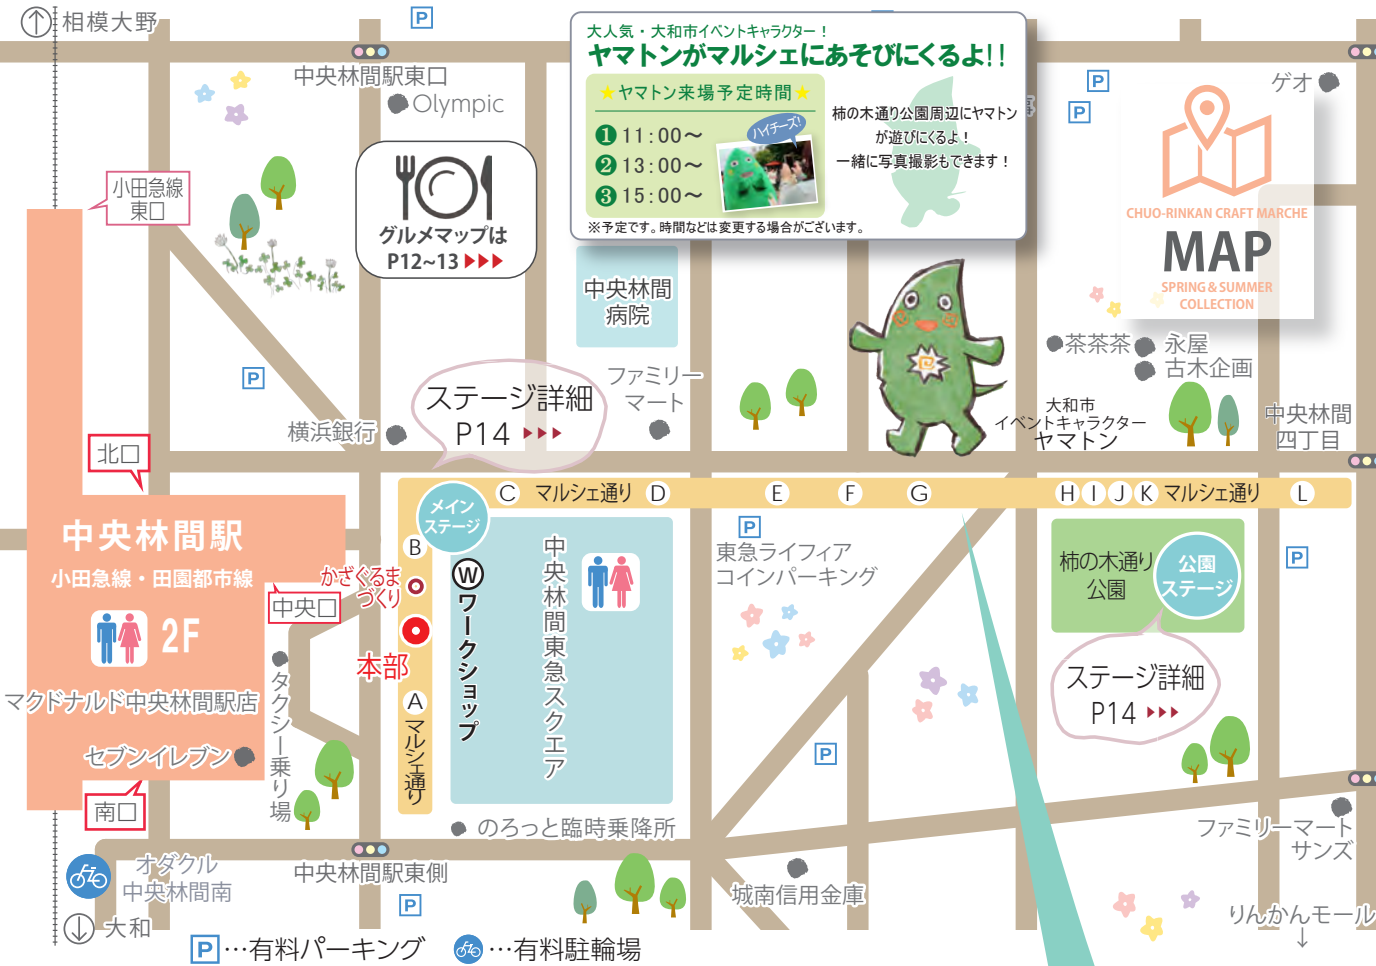 相模大野
P
中央林間駅東口
Olympic
大人気・大和市イベントキャラクター！
ヤマトンがマルシェにあそびにくるよ!!
★ヤマトン来場予定時間★
❶11：00～
❷13：00～
❸15：00～
ハイチーズ！
柿の木通り公園周辺にヤマトン
が遊びにくるよ！
一緒に写真撮影もできます！
※予定です。時間などは変更する場合がございます。
P
P
ゲオ
CHUO-RINKAN CRAFT MARCHE
MAP
SPRING & SUMMER
COLLECTION
小田急線
東口
グルメマップは
P12~13 ▶▶▶
中央林間
病院
P
ステージ詳細
P14 ▶▶▶
ファミリー
マート
横浜銀行
茶茶茶
永屋
古木企画
大和市
イベントキャラクター
ヤマトン
中央林間
四丁目
北口
メイン
ステージ
C マルシェ通り D E F G H I J K マルシェ通り L
中央林間駅
小田急線・田園都市線
2F
B
かざぐるま
づくり
中央口
本部
A
マルシェ通り
Wワークショップ
中央林間東急スクエア
P
東急ライフィア
コインパーキング
柿の木通り
公園
公園
ステージ
P
ステージ詳細
P14 ▶▶▶
マクドナルド中央林間駅店
セブンイレブン
タクシー乗り場
P
南口
のろっと臨時乗降所
ファミリーマート
サンズ
オダクル
中央林間南
中央林間駅東側
城南信用金庫
P
りんかんモール
↓
大和
P…有料パーキング
…有料駐輪場